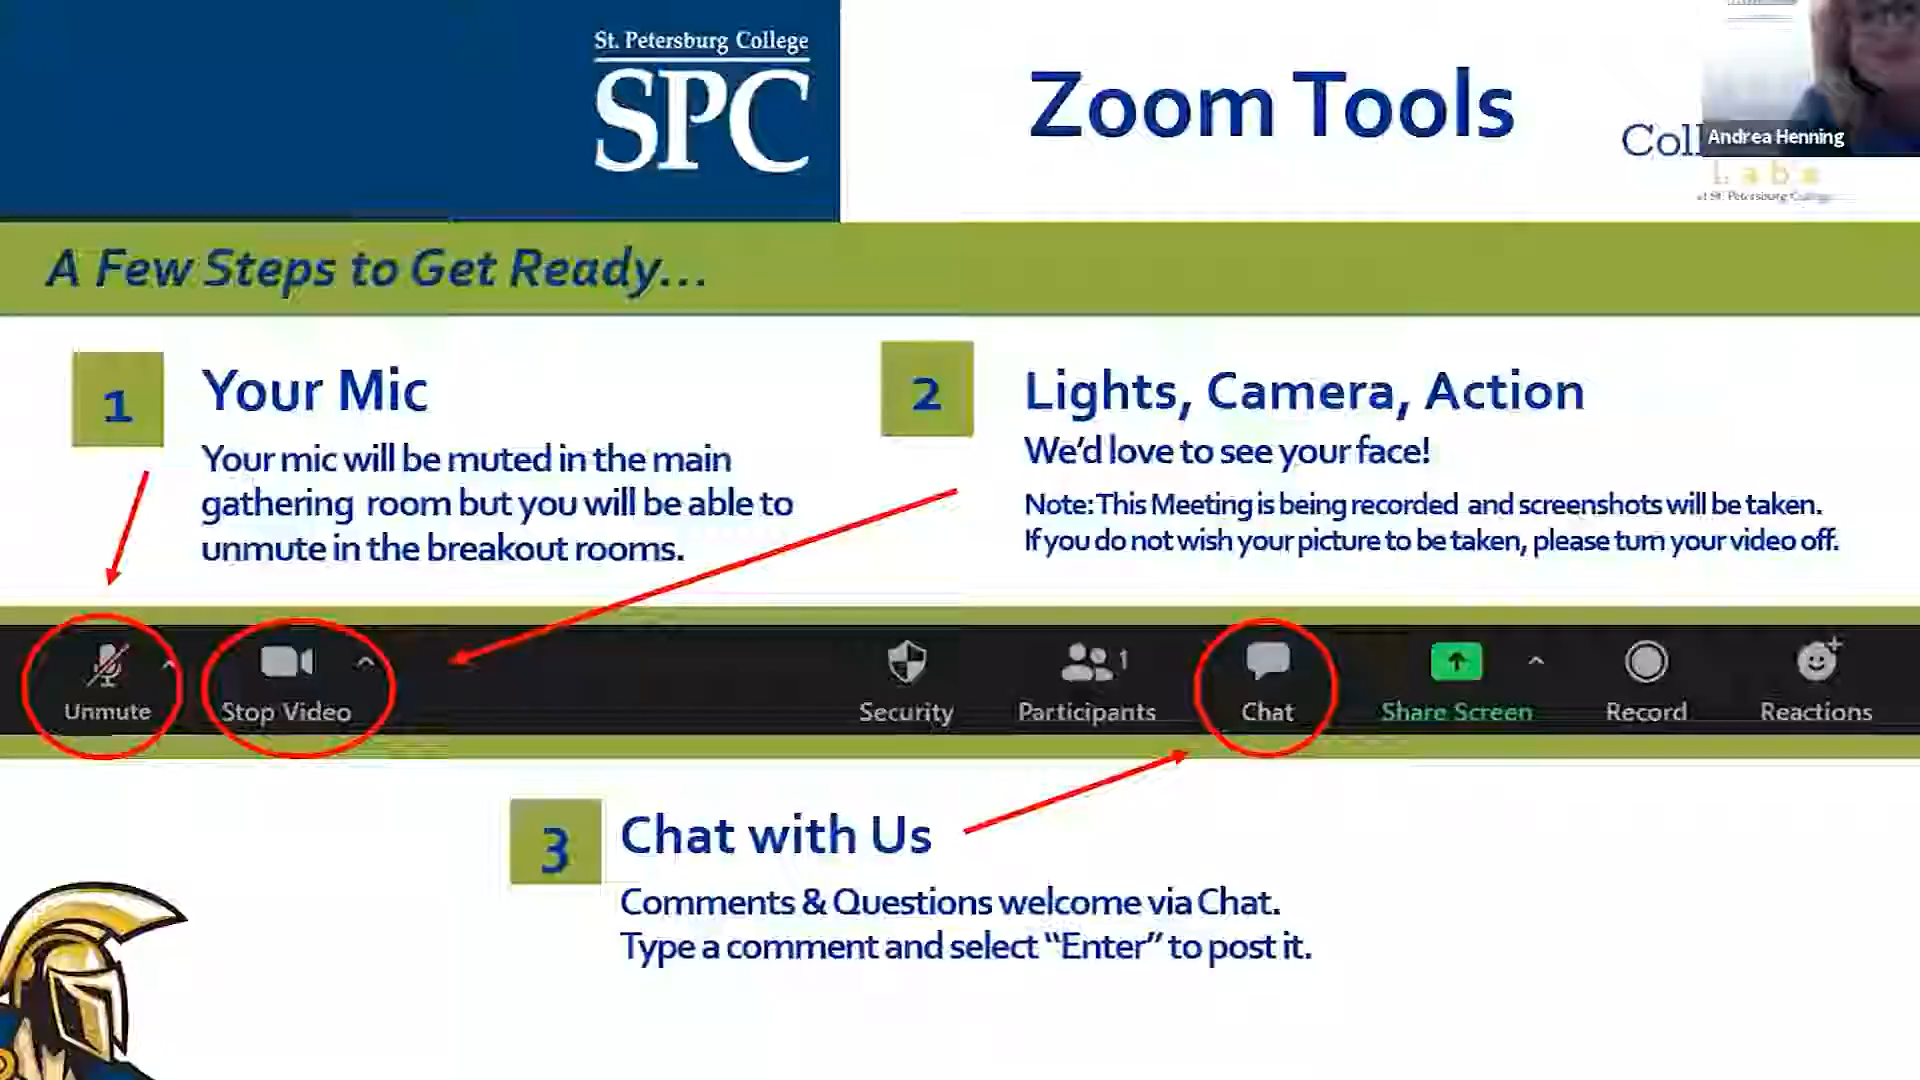 St. Petersburg College
SPC
Zoom Tools
Andrea Henning
Labs
at St. Petersburg College
A Few Steps to Get Ready...
1
Your Mic
Your mic will be muted in the main
gathering room but you will be able to
unmute in the breakout rooms.
2
Lights, Camera, Action
We'd love to see your face!
Note: This Meeting is being recorded and screenshots will be taken.
If you do not wish your picture to be taken, please turn your video off.
Unmute
Stop Video
Security
Participants 1
Chat
Share Screen
Record
Reactions
3
Chat with Us
Comments & Questions welcome via Chat.
Type a comment and select “Enter” to post it.